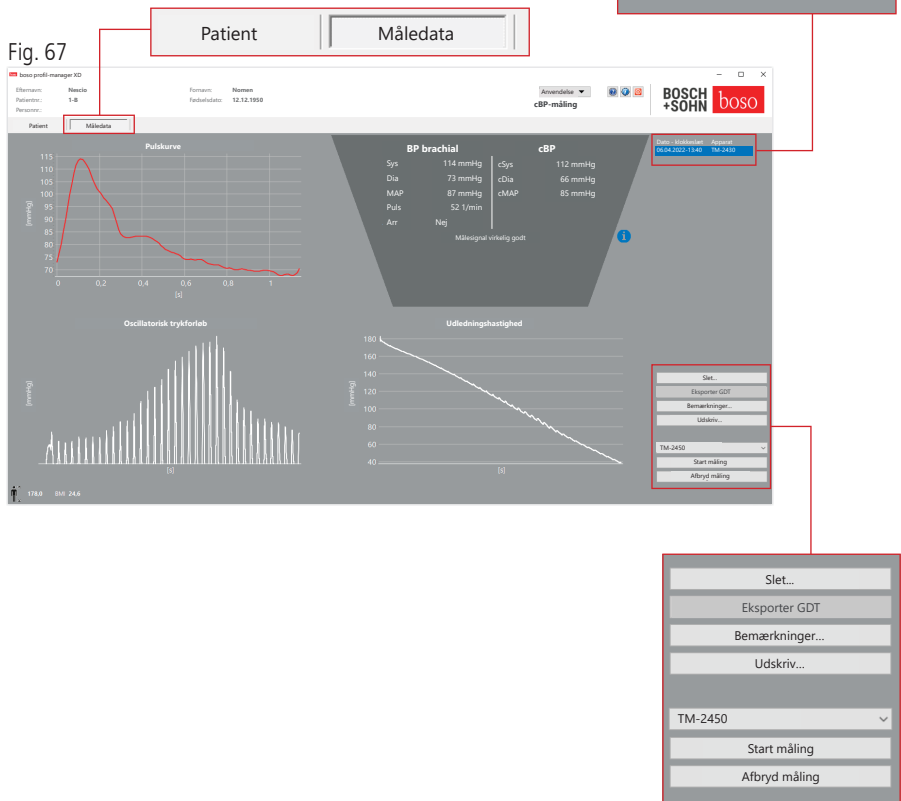 Patient Måledata
Fig. 67
boso boso profil-manager XD
Efternavn: Nescio Fornavn: Nomen
Patientnr.: 1-B Fødselsdato: 12.12.1950
Personnr.:
Anwendelse
cBP-måling
BOSCH
+SOHN boso
Patient Måledata
Pulskurve
[mmHg]
115
110
105
100
95
90
85
80
75
70
0 0,2 0,4 0,6 0,8 1
[s]
BP brachial cBP
Sys 114 mmHg cSys 112 mmHg
Dia 73 mmHg cDia 66 mmHg
MAP 87 mmHg cMAP 85 mmHg
Puls 52 1/min
Arr Nej
Målesignal virkelig godt
i
Dato - klokkeslæt Apparat
06.04.2022-13:40 TM-2430
Oscillatorisk trykforløb
[mmHg]
[s]
Udledningshastighed
[mmHg]
180
160
140
120
100
80
60
40
[s]
Slet...
Eksporter GDT
Bemærkninger...
Udskriv...
TM-2450
Start måling
Afbryd måling
178.0 BMI 24,6
Slet...
Eksporter GDT
Bemærkninger...
Udskriv...
TM-2450
Start måling
Afbryd måling